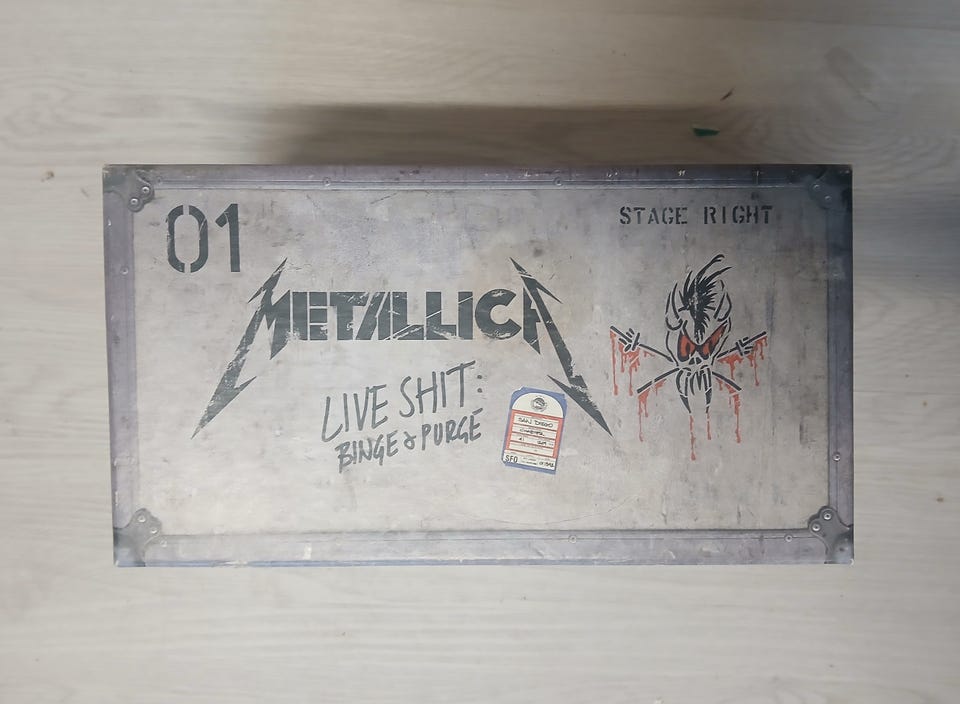 01
STAGE RIGHT
METALLICA
LIVE SHIT:
BINGE & PURGE
SAN DIEGO
SFO